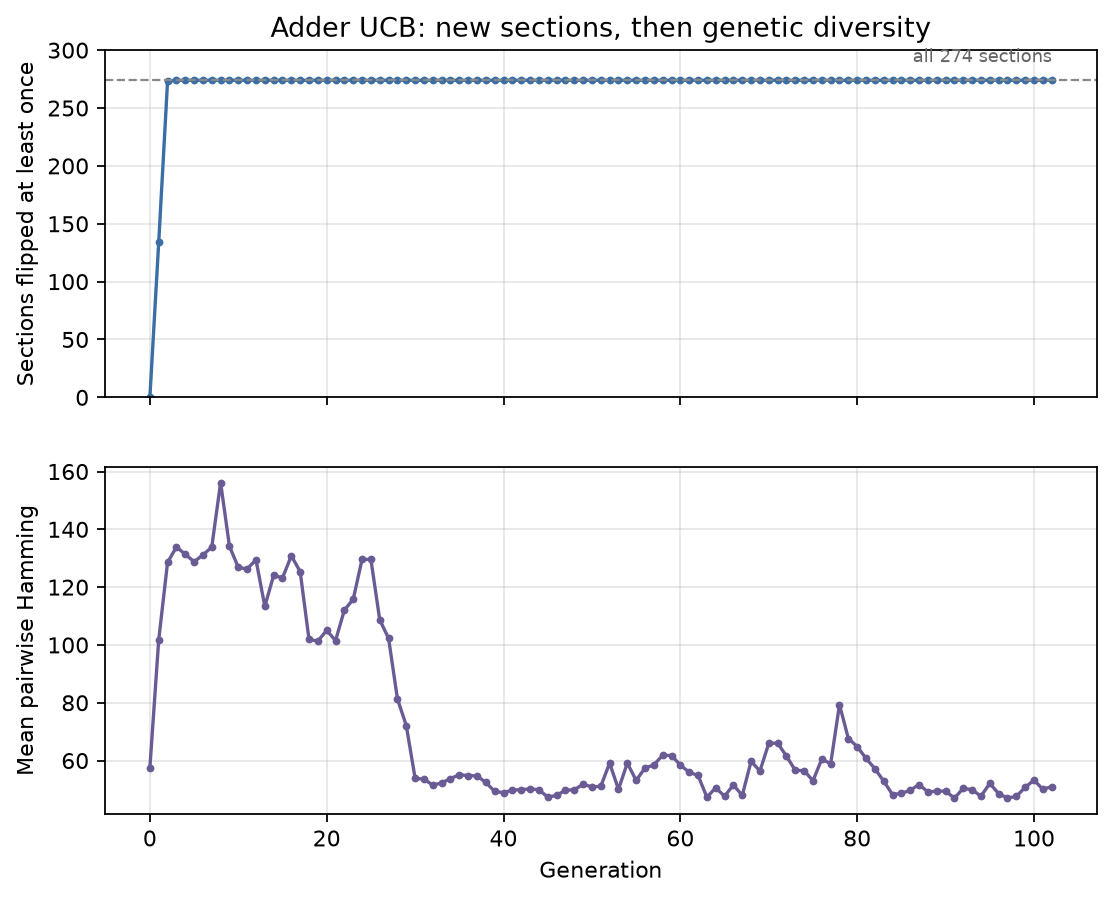 Adder UCB: new sections, then genetic diversity
Sections flipped at least once
300
250
200
150
100
50
0
all 274 sections
Mean pairwise Hamming
160
140
120
100
80
60
0 20 40 60 80 100
Generation